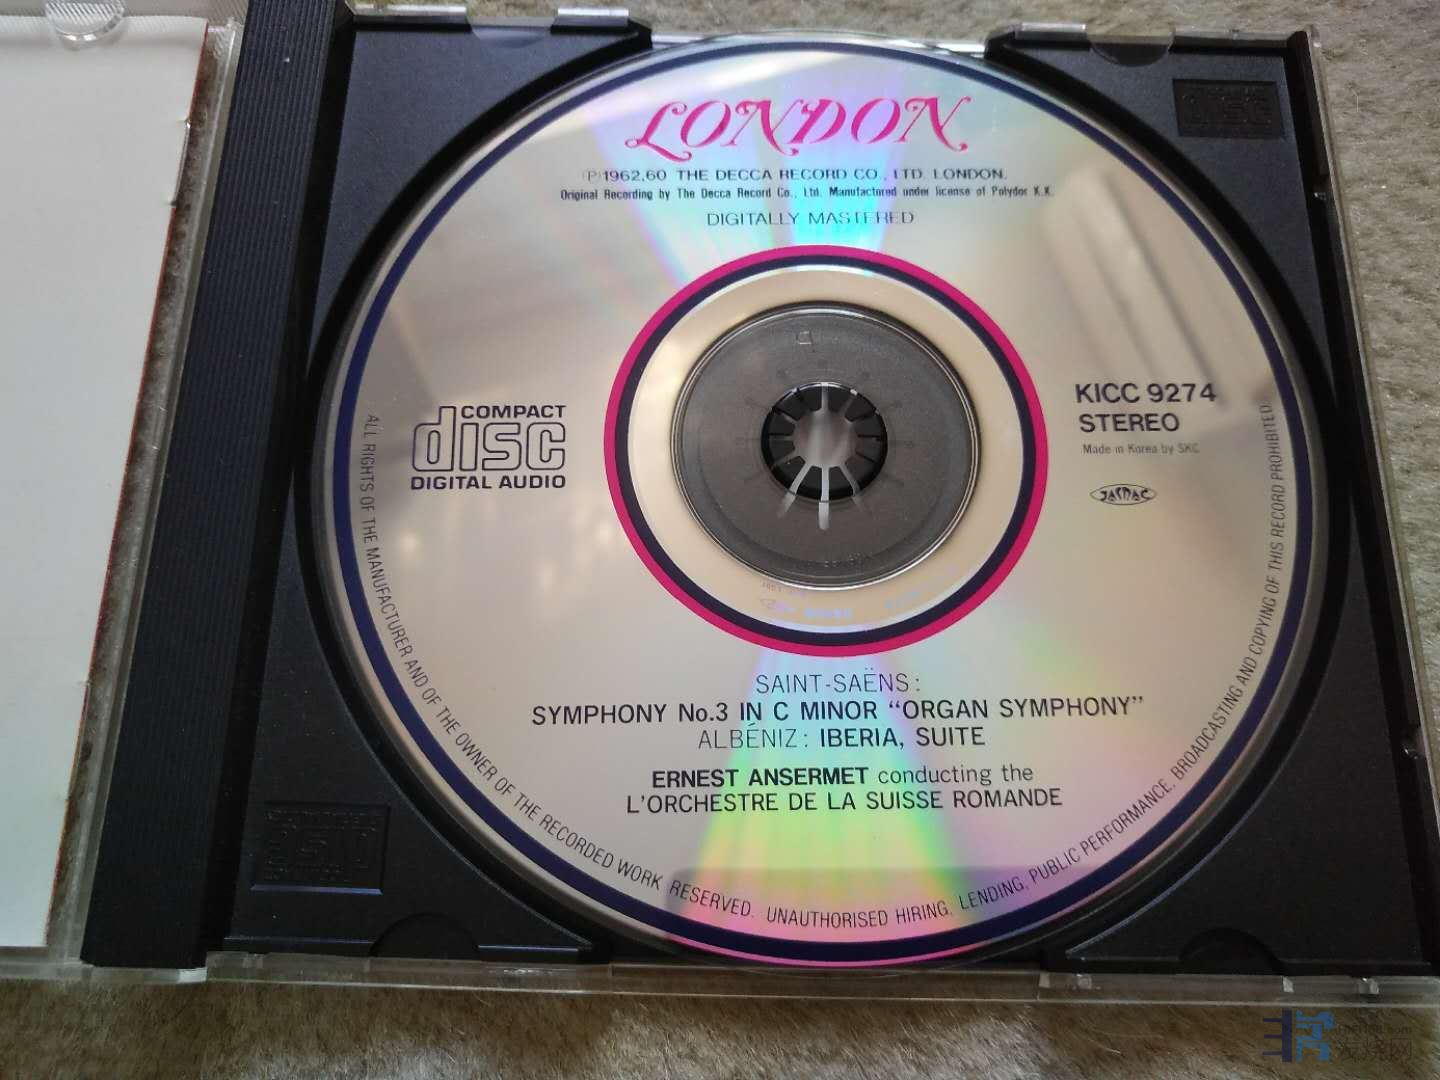 LONDON
(P)1962,60 THE DECCA RECORD CO., LTD. LONDON.
Original Recording by The Decca Record Co., Ltd. Manufactured under license of Polydor K.K.
DIGITALLY MASTERED
COMPACT
disc
DIGITAL AUDIO
KICC 9274
STEREO
Made in Korea by SKC
JASRAC
SAINT-SAËNS:
SYMPHONY No.3 IN C MINOR “ORGAN SYMPHONY”
ALBÉNIZ: IBERIA, SUITE
ERNEST ANSERMET conducting the
L'ORCHESTRE DE LA SUISSE ROMANDE
ALL RIGHTS OF THE MANUFACTURER AND OF THE OWNER OF THE RECORDED WORK RESERVED. UNAUTHORISED HIRING, LENDING, PUBLIC PERFORMANCE, BROADCASTING AND COPYING OF THIS RECORD PROHIBITED
发烧网